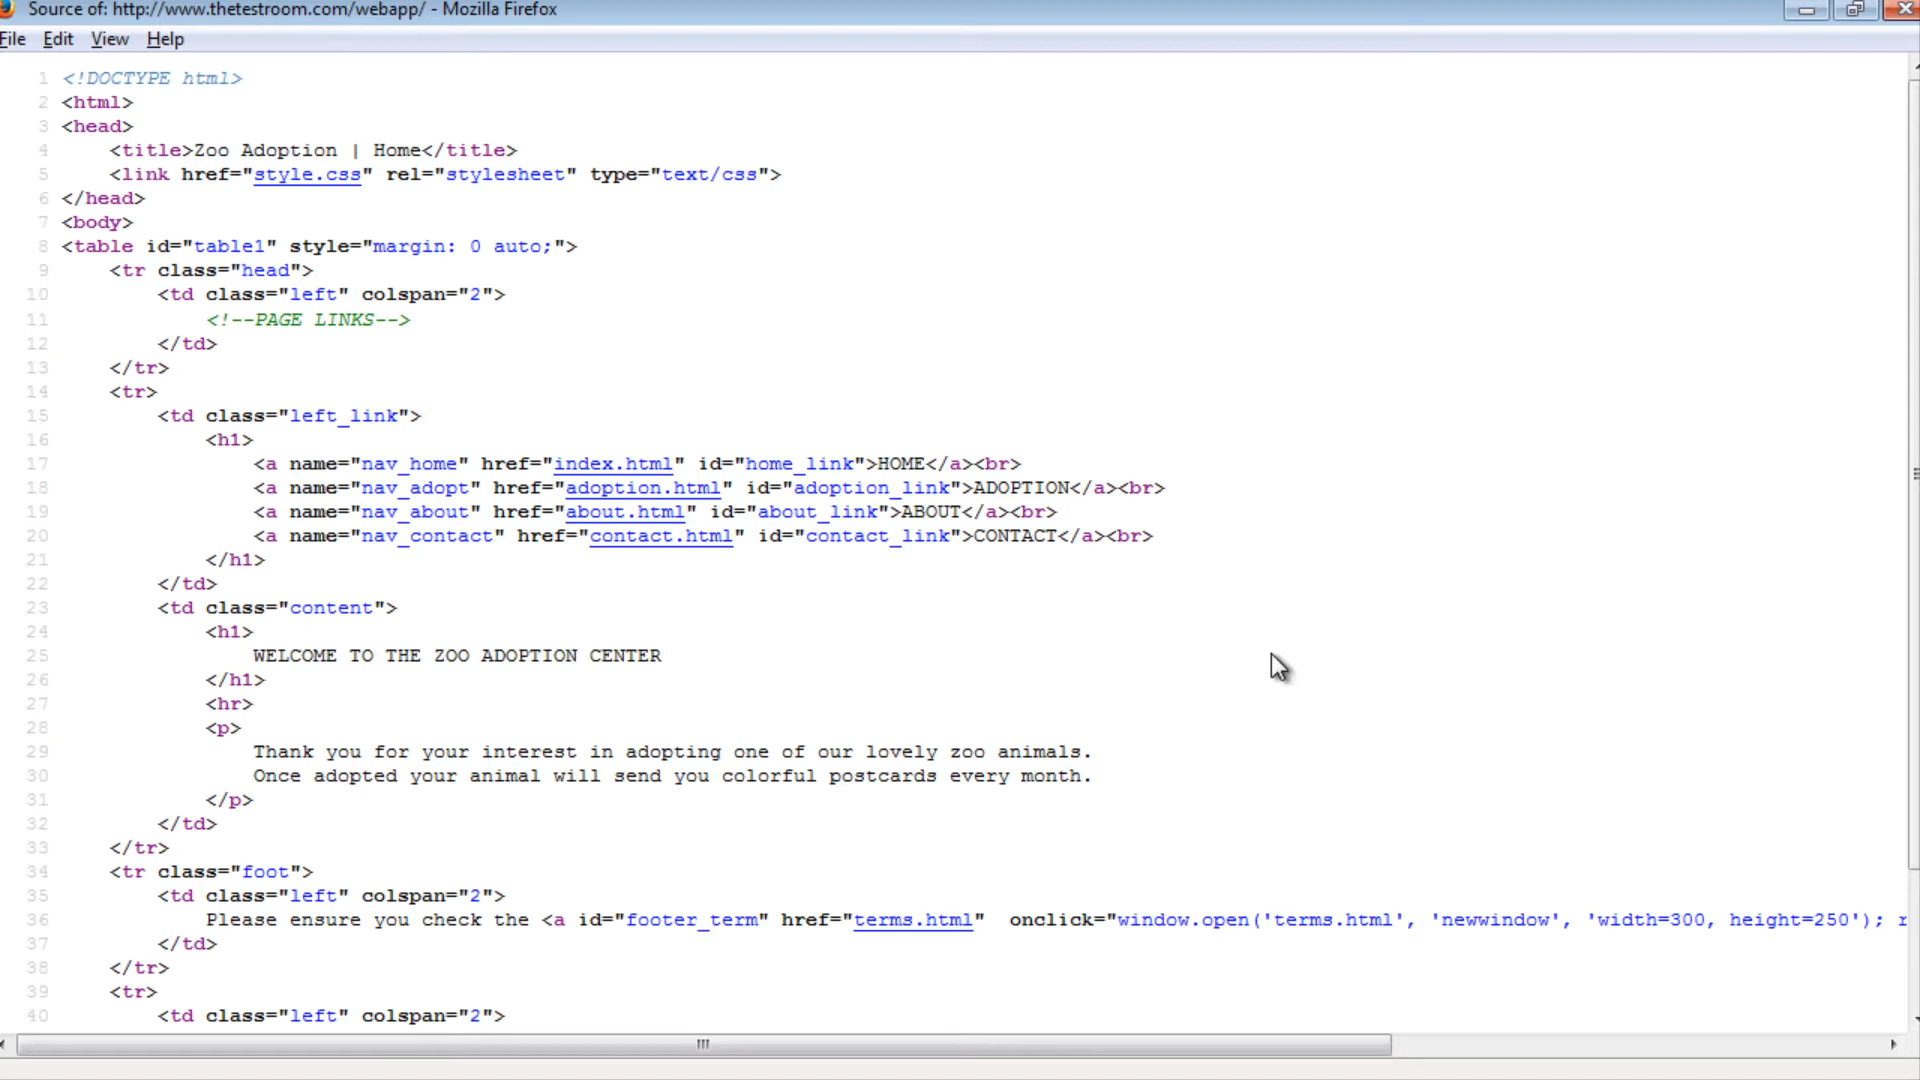 Source of: http://www.thetestroom.com/webapp/ - Mozilla Firefox
File Edit View Help
1 <!DOCTYPE html>
2 <html>
3 <head>
4 <title>Zoo Adoption | Home</title>
5 <link href="style.css" rel="stylesheet" type="text/css">
6 </head>
7 <body>
8 <table id="table1" style="margin: 0 auto;">
9 <tr class="head">
10 <td class="left" colspan="2">
11 <!--PAGE LINKS-->
12 </td>
13 </tr>
14 <tr>
15 <td class="left_link">
16 <h1>
17 <a name="nav_home" href="index.html" id="home_link">HOME</a><br>
18 <a name="nav_adopt" href="adoption.html" id="adoption_link">ADOPTION</a><br>
19 <a name="nav_about" href="about.html" id="about_link">ABOUT</a><br>
20 <a name="nav_contact" href="contact.html" id="contact_link">CONTACT</a><br>
21 </h1>
22 </td>
23 <td class="content">
24 <h1>
25 WELCOME TO THE ZOO ADOPTION CENTER
26 </h1>
27 <hr>
28 <p>
29 Thank you for your interest in adopting one of our lovely zoo animals.
30 Once adopted your animal will send you colorful postcards every month.
31 </p>
32 </td>
33 </tr>
34 <tr class="foot">
35 <td class="left" colspan="2">
36 Please ensure you check the <a id="footer_term" href="terms.html" onclick="window.open('terms.html', 'newwindow', 'width=300, height=250'); r
37 </td>
38 </tr>
39 <tr>
40 <td class="left" colspan="2">